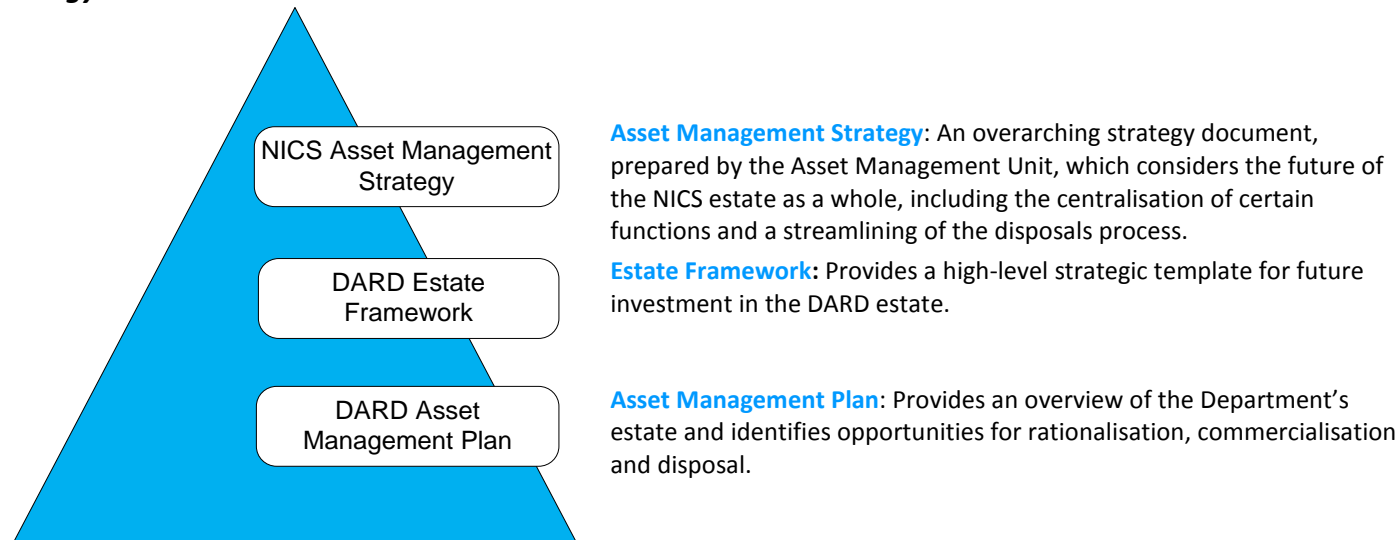 NICS Asset Management
Strategy
Asset Management Strategy: An overarching strategy document,
prepared by the Asset Management Unit, which considers the future of
the NICS estate as a whole, including the centralisation of certain
functions and a streamlining of the disposals process.
DARD Estate
Framework
Estate Framework: Provides a high-level strategic template for future
investment in the DARD estate.
DARD Asset
Management Plan
Asset Management Plan: Provides an overview of the Department’s
estate and identifies opportunities for rationalisation, commercialisation
and disposal.